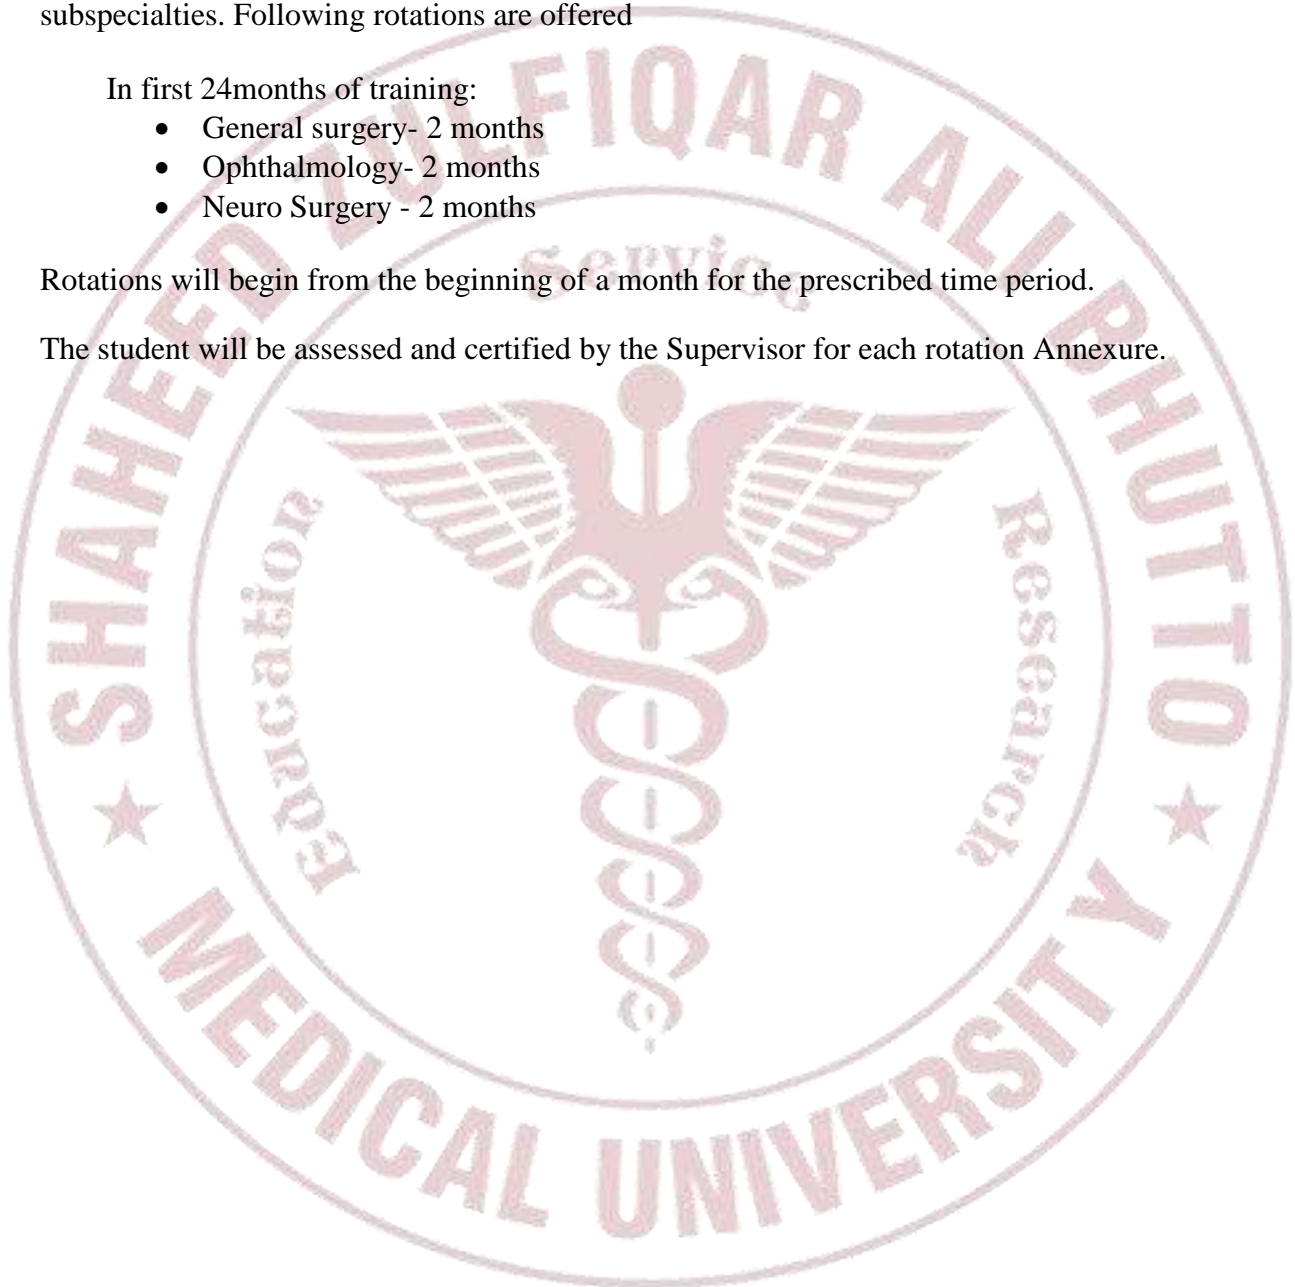 subspecialties. Following rotations are offered
In first 24months of training:
• General surgery- 2 months
• Ophthalmology- 2 months
• Neuro Surgery - 2 months
Rotations will begin from the beginning of a month for the prescribed time period.
The student will be assessed and certified by the Supervisor for each rotation Annexure.
SHAHEED ZULFIQAR ALI BHUTTO
Service
Education
Research
★ MEDICAL UNIVERSITY ★